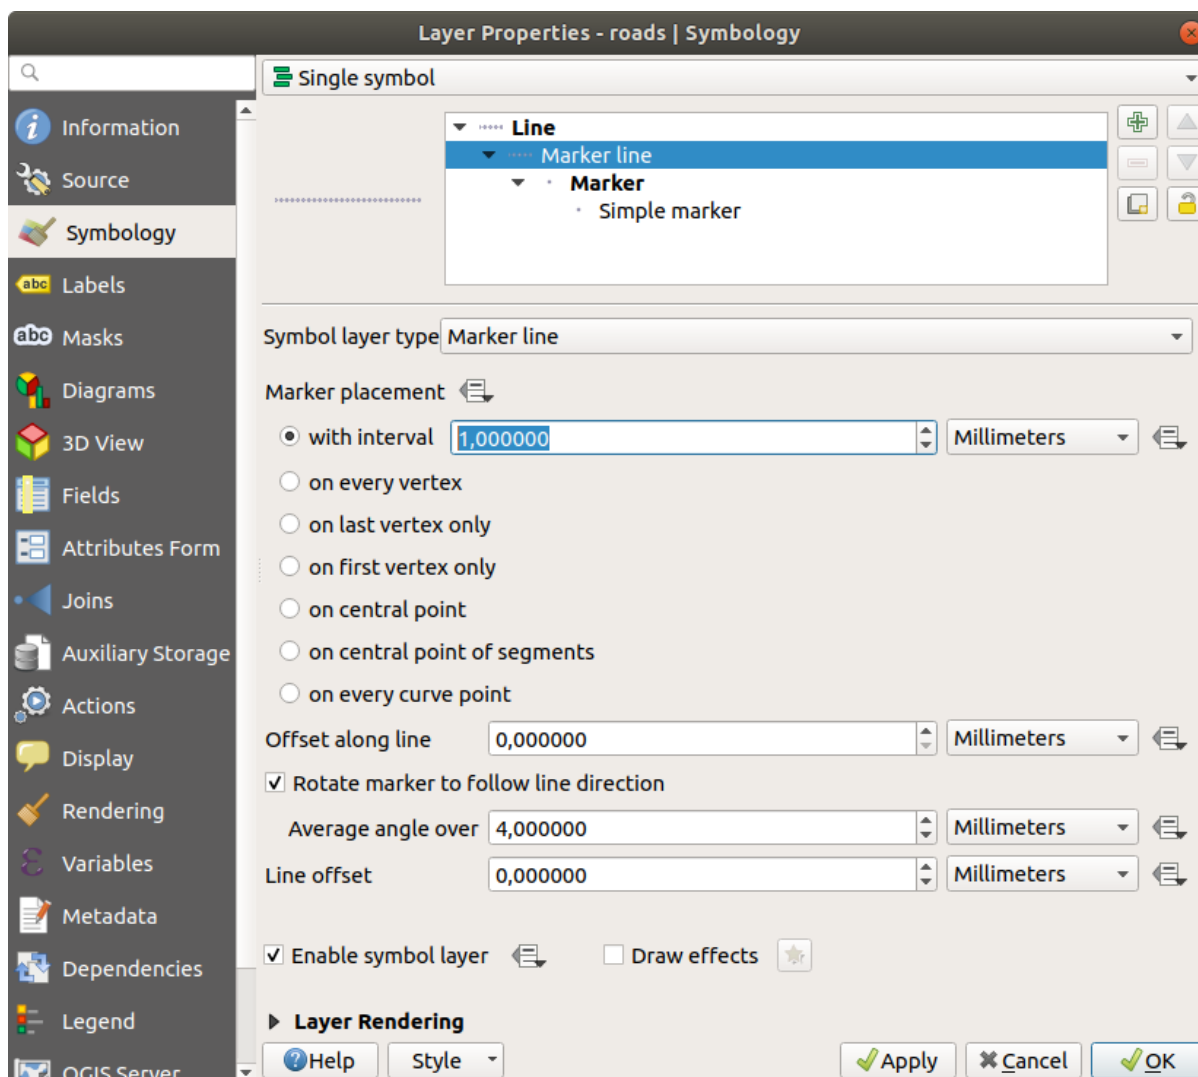 Layer Properties - roads | Symbology
Information
Source
Symbology
abc Labels
abc Masks
Diagrams
3D View
Fields
Attributes Form
Joins
Auxiliary Storage
Actions
Display
Rendering
Variables
Metadata
Dependencies
Legend
QGIS Server
Single symbol
Line
Marker line
Marker
Simple marker
Symbol layer type Marker line
Marker placement
with interval 1,000000 Millimeters
on every vertex
on last vertex only
on first vertex only
on central point
on central point of segments
on every curve point
Offset along line 0,000000 Millimeters
Rotate marker to follow line direction
Average angle over 4,000000 Millimeters
Line offset 0,000000 Millimeters
Enable symbol layer Draw effects
Layer Rendering
Help Style Apply Cancel OK